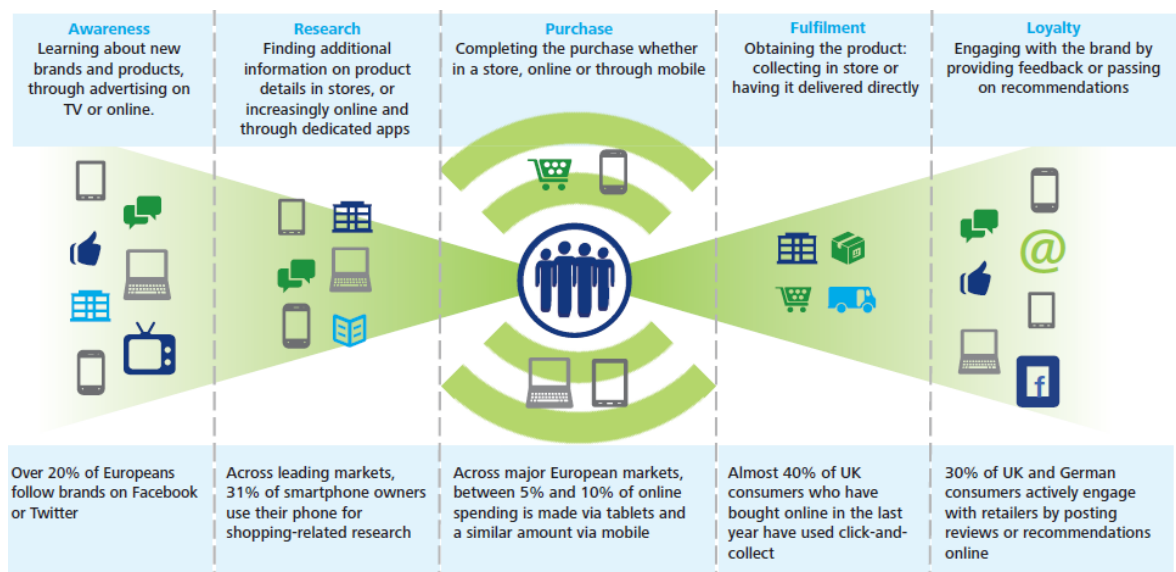 Awareness
Learning about new
brands and products,
through advertising on
TV or online.
Research
Finding additional
information on product
details in stores, or
increasingly online and
through dedicated apps
Purchase
Completing the purchase whether
in a store, online or through mobile
Fulfilment
Obtaining the product:
collecting in store or
having it delivered directly
Loyalty
Engaging with the brand by
providing feedback or passing
on recommendations
@
f
Over 20% of Europeans
follow brands on Facebook
or Twitter
Across leading markets,
31% of smartphone owners
use their phone for
shopping-related research
Across major European markets,
between 5% and 10% of online
spending is made via tablets and
a similar amount via mobile
Almost 40% of UK
consumers who have
bought online in the last
year have used click-and-
collect
30% of UK and German
consumers actively engage
with retailers by posting
reviews or recommendations
online